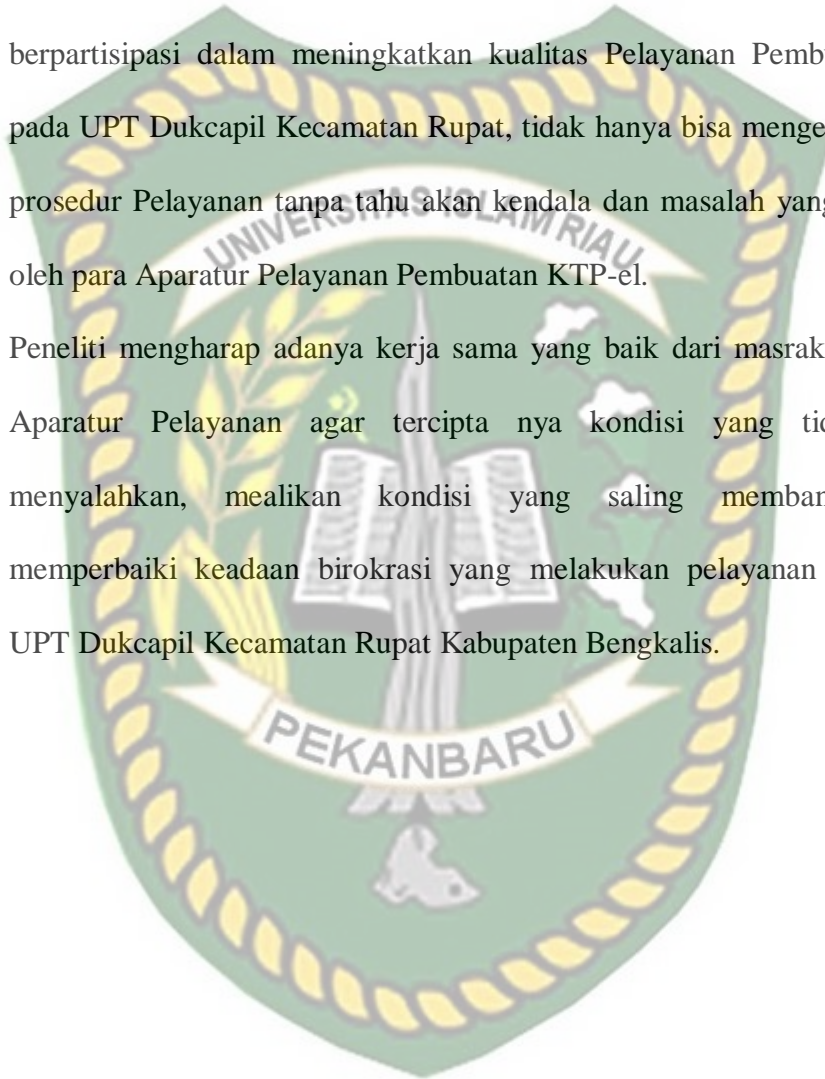 berpartisipasi dalam meningkatkan kualitas Pelayanan Pemb
pada UPT Dukcapil Kecamatan Rupat, tidak hanya bisa menge
prosedur Pelayanan tanpa tahu akan kendala dan masalah yang
oleh para Aparatur Pelayanan Pembuatan KTP-el.
Peneliti mengharap adanya kerja sama yang baik dari masrak
Aparatur Pelayanan agar tercipta nya kondisi yang
menyalahkan, mealikan kondisi yang saling memban
memperbaiki keadaan birokrasi yang melakukan pelayanan
UPT Dukcapil Kecamatan Rupat Kabupaten Bengkalis.
UNIVERSITAS ISLAM RIAU
PEKANBARU